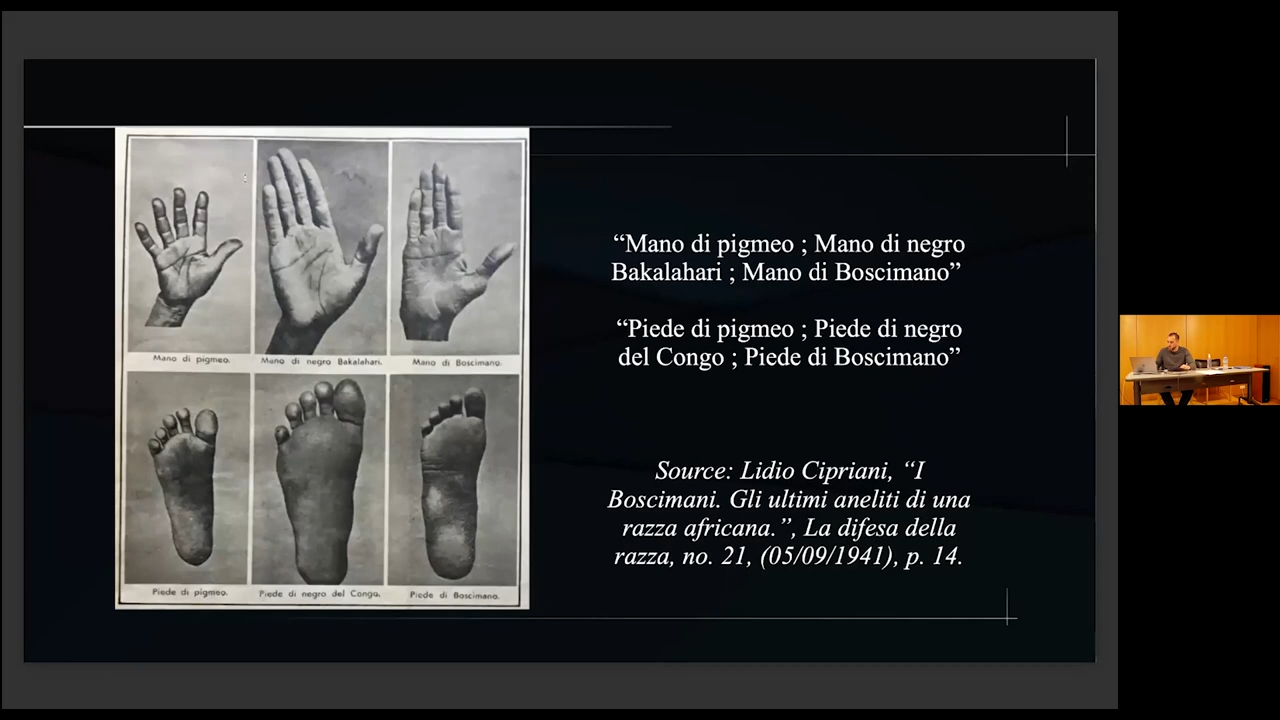 Mano di pigmeo.
Mano di negro Bakalahari.
Mano di Boscimano.
Piede di pigmeo.
Piede di negro del Congo.
Piede di Boscimano.
“Mano di pigmeo ; Mano di negro
Bakalahari ; Mano di Boscimano”
“Piede di pigmeo ; Piede di negro
del Congo ; Piede di Boscimano”
Source: Lidio Cipriani, “I
Boscimani. Gli ultimi aneliti di una
razza africana.”, La difesa della
razza, no. 21, (05/09/1941), p. 14.